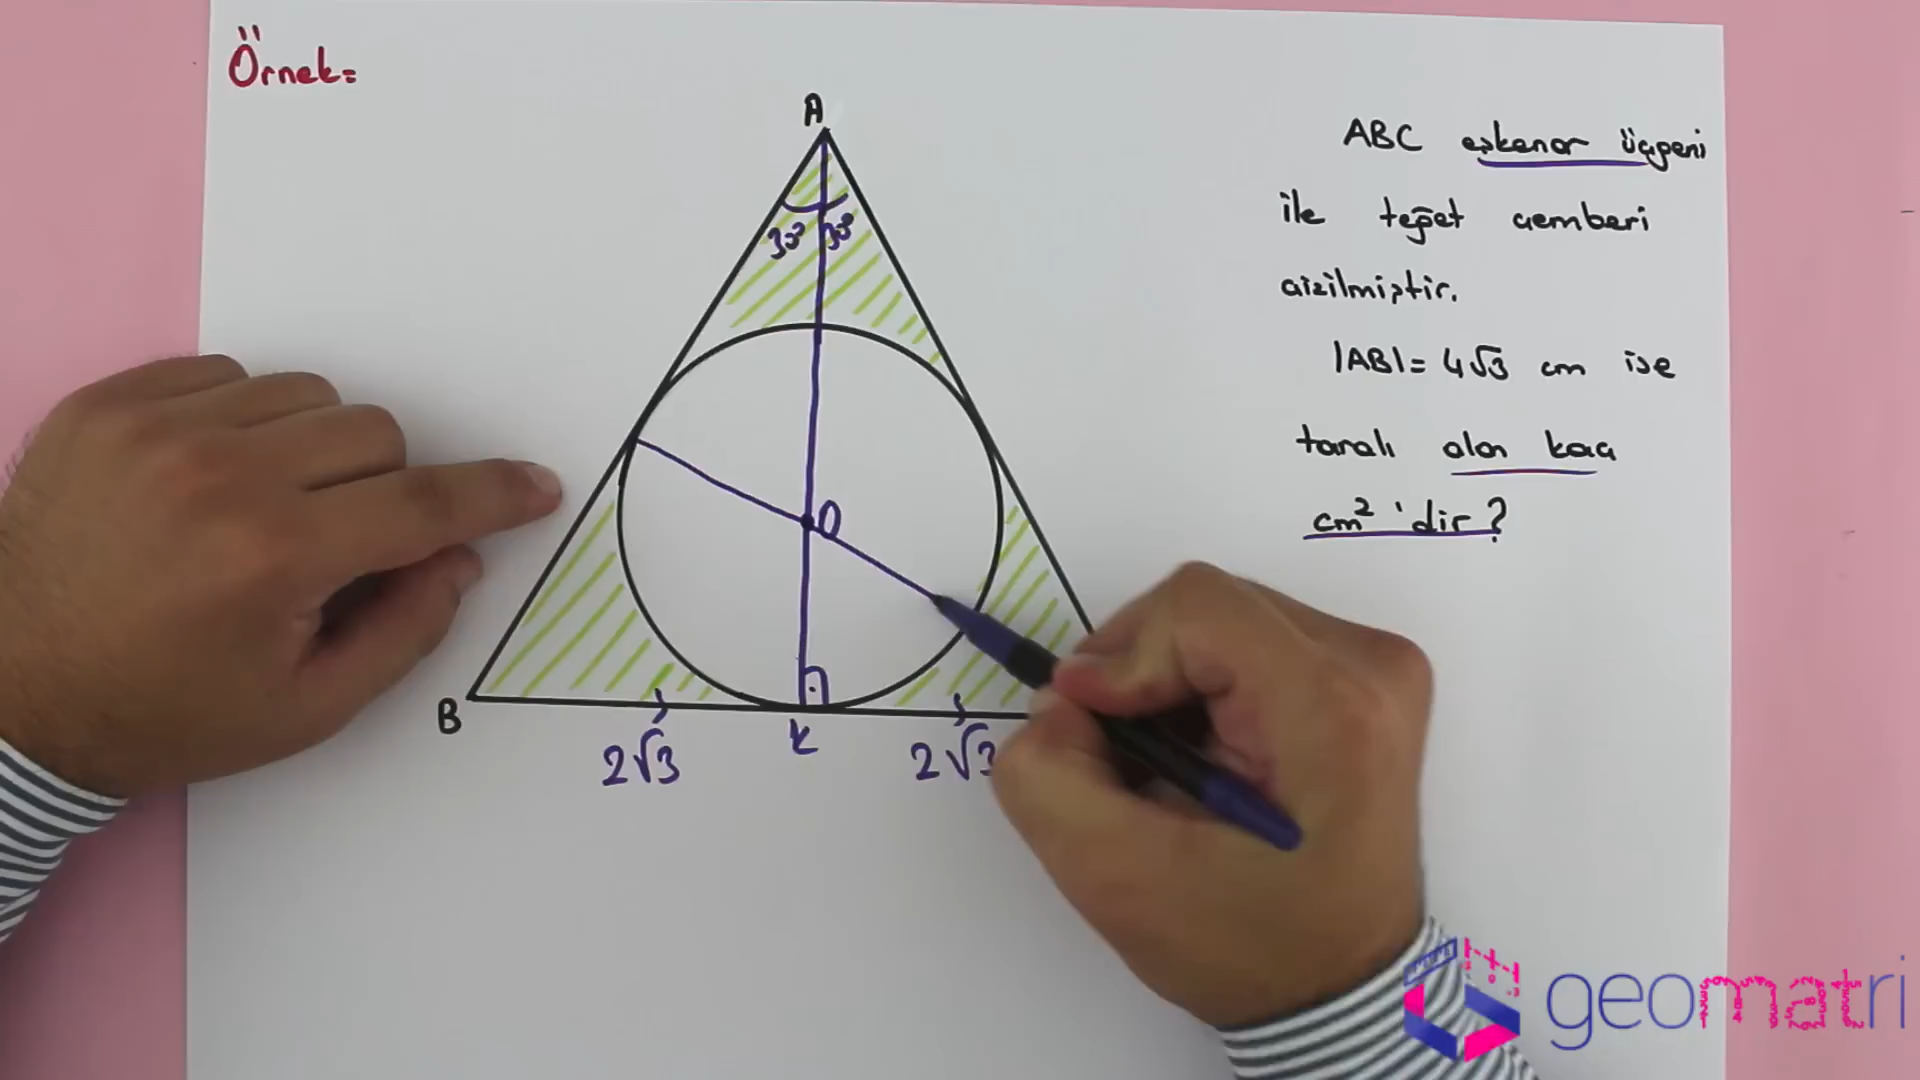 Örnek=
A
ABC eşkenar üçgeni
ile teğet çemberi
çizilmiştir.
|AB| = 4√3 cm ise
taralı alan kaç
cm² 'dir?
30° 30°
O
B
K
2√3 2√3
geomatri